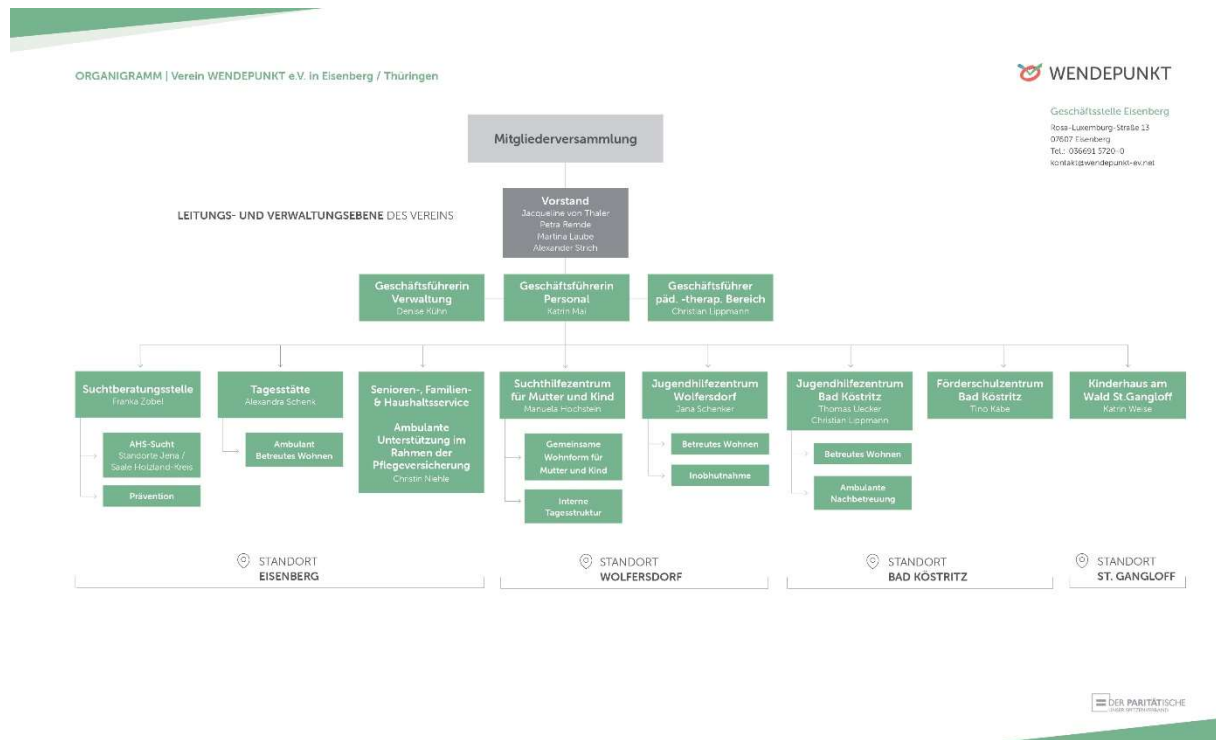 ORGANIGRAMM | Verein WENDEPUNKT e.V. in Eisenberg / Thüringen
WENDEPUNKT
Geschäftsstelle Eisenberg
Rosa-Luxemburg-Straße 13
07607 Eisenberg
Tel.: 036691 5720-0
kontakt@wendepunkt-ev.net
Mitgliederversammlung
LEITUNGS- UND VERWALTUNGSEBENE DES VEREINS
Vorstand
Jacqueline von Thaler
Petra Remde
Martina Laube
Alexander Strich
Geschäftsführerin
Verwaltung
Denise Kühn
Geschäftsführerin
Personal
Katrin Mai
Geschäftsführer
päd. -therap. Bereich
Christian Lippmann
Suchtberatungsstelle
Franka Zobel
AHS-Sucht
Standorte Jena /
Saale Holzland-Kreis
Prävention
Tagesstätte
Alexandra Schenk
Ambulant
Betreutes Wohnen
Senioren-, Familien-
& Haushaltsservice
Ambulante
Unterstützung im
Rahmen der
Pflegeversicherung
Christin Niehle
Suchthilfezentrum
für Mutter und Kind
Manuela Hochstein
Gemeinsame
Wohnform für
Mutter und Kind
Interne
Tagesstruktur
Jugendhilfezentrum
Wolfersdorf
Jana Schenker
Betreutes Wohnen
Inobhutnahme
Jugendhilfezentrum
Bad Köstritz
Thomas Uecker
Christian Lippmann
Betreutes Wohnen
Ambulante
Nachbetreuung
Förderschulzentrum
Bad Köstritz
Tino Käbe
Kinderhaus am
Wald St.Gangloff
Katrin Weise
STANDORT
EISENBERG
STANDORT
WOLFERSDORF
STANDORT
BAD KÖSTRITZ
STANDORT
ST. GANGLOFF
DER PARITÄTISCHE
UNSER SPITZENVERBAND